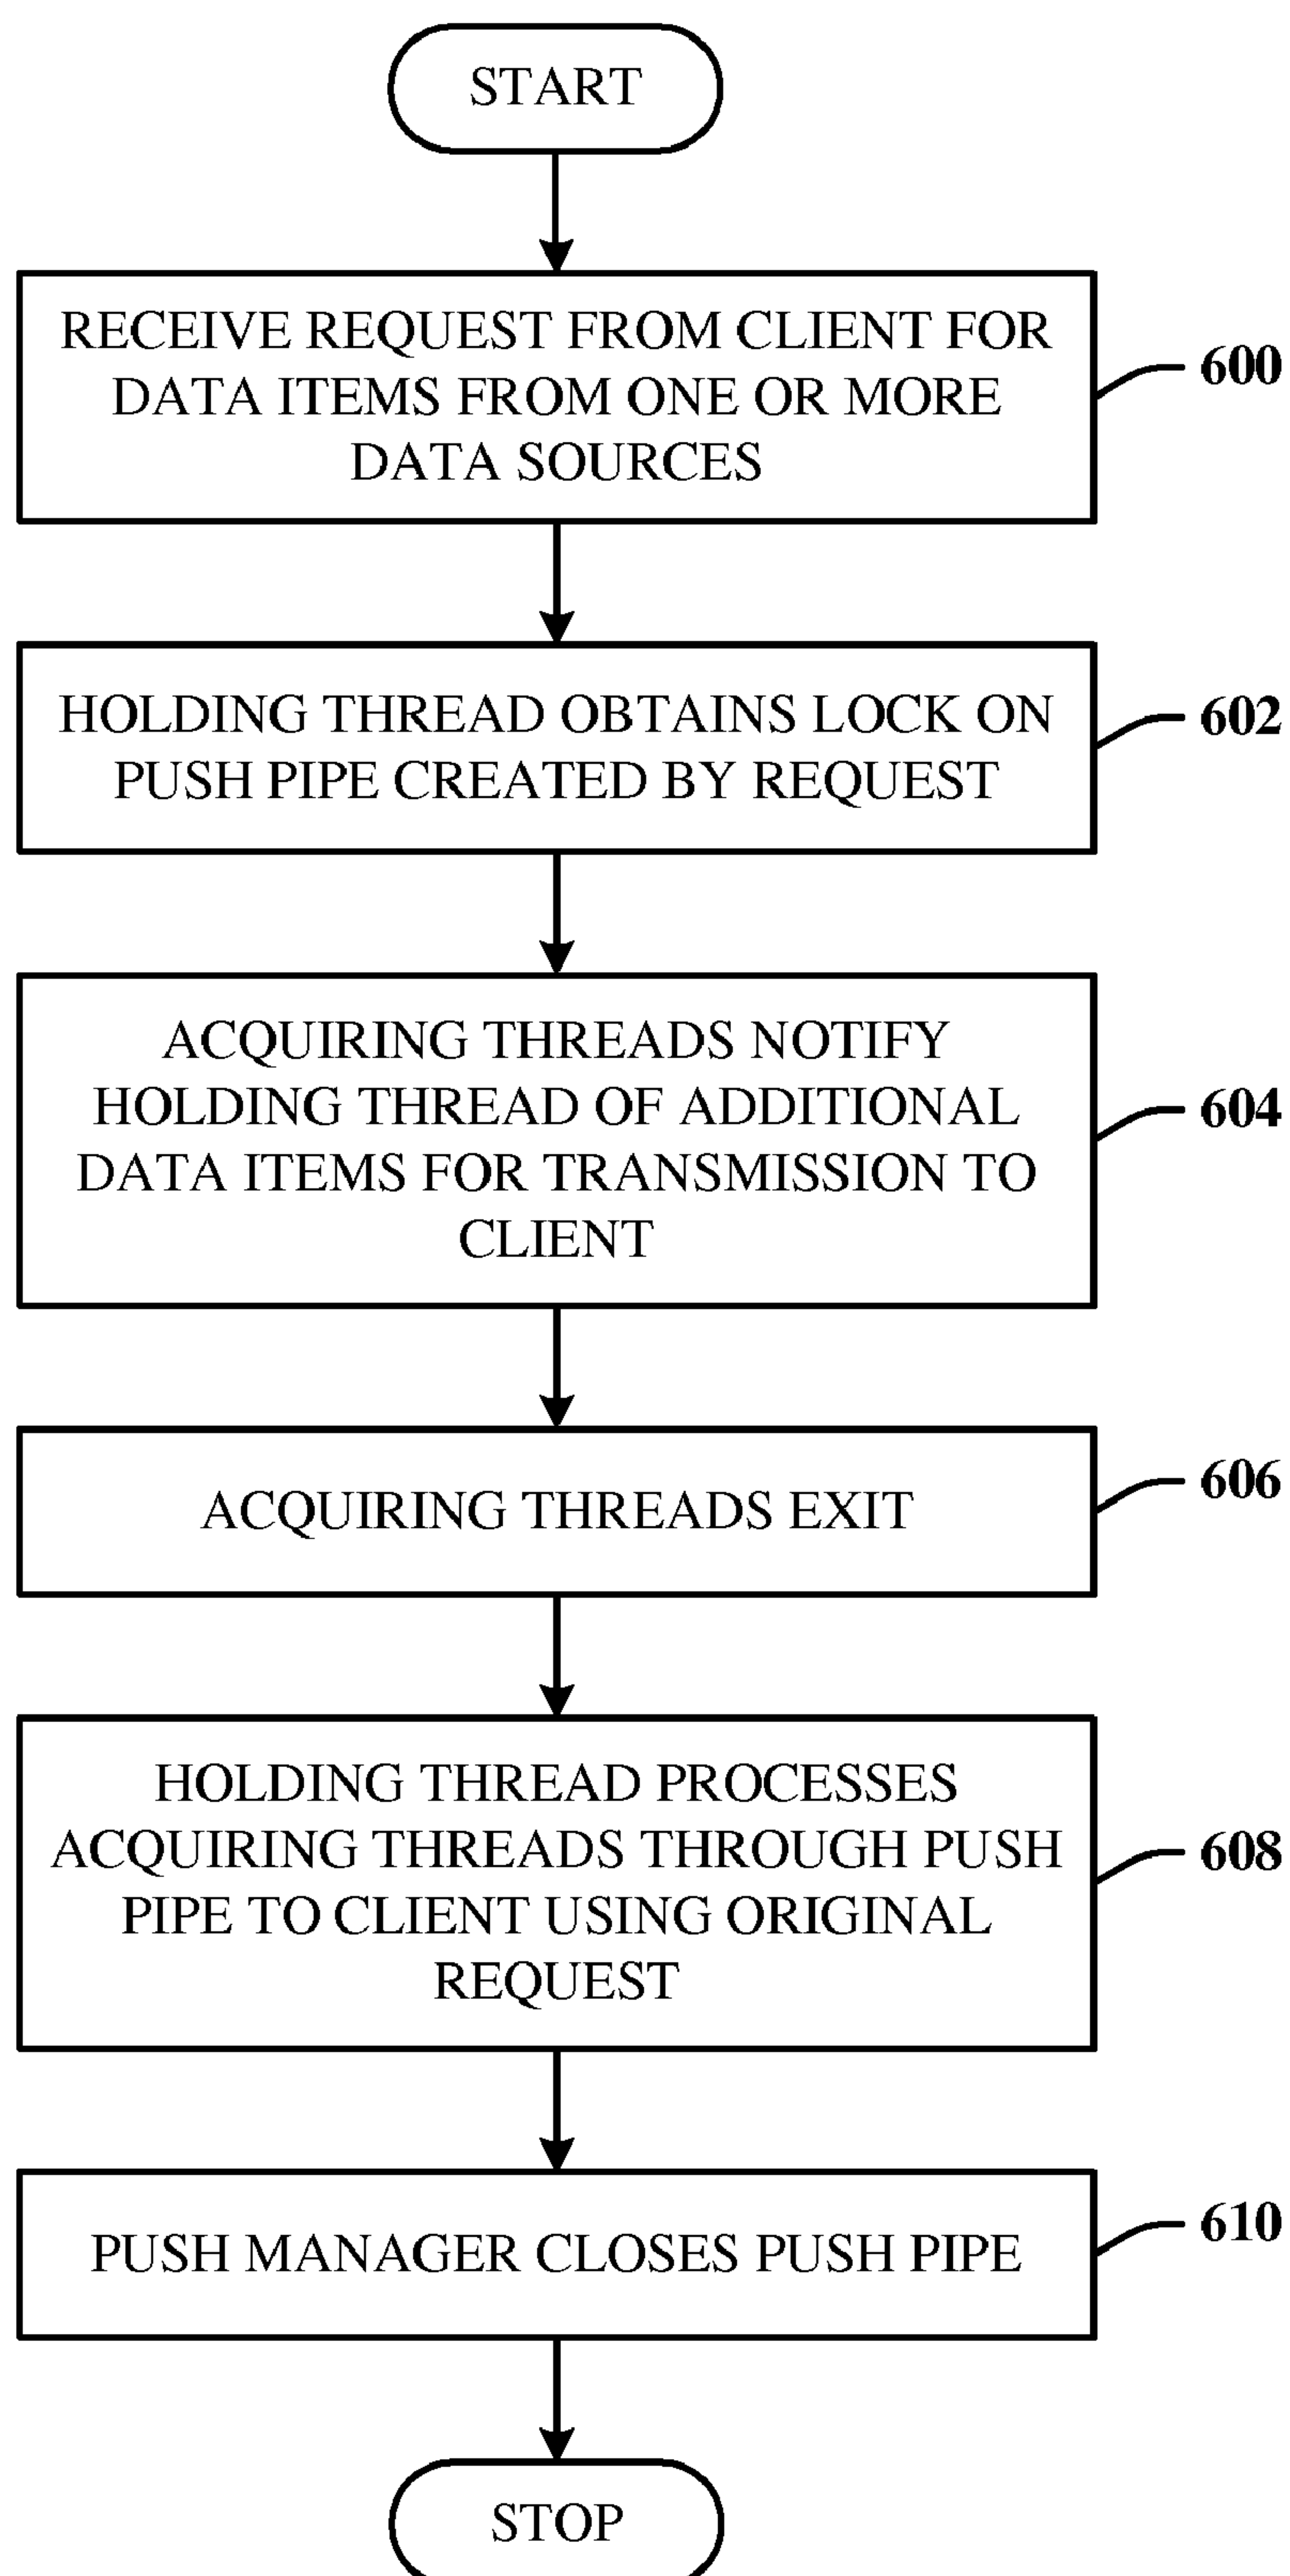 START
RECEIVE REQUEST FROM CLIENT FOR
DATA ITEMS FROM ONE OR MORE
DATA SOURCES
600
HOLDING THREAD OBTAINS LOCK ON
PUSH PIPE CREATED BY REQUEST
602
ACQUIRING THREADS NOTIFY
HOLDING THREAD OF ADDITIONAL
DATA ITEMS FOR TRANSMISSION TO
CLIENT
604
ACQUIRING THREADS EXIT
606
HOLDING THREAD PROCESSES
ACQUIRING THREADS THROUGH PUSH
PIPE TO CLIENT USING ORIGINAL
REQUEST
608
PUSH MANAGER CLOSES PUSH PIPE
610
STOP